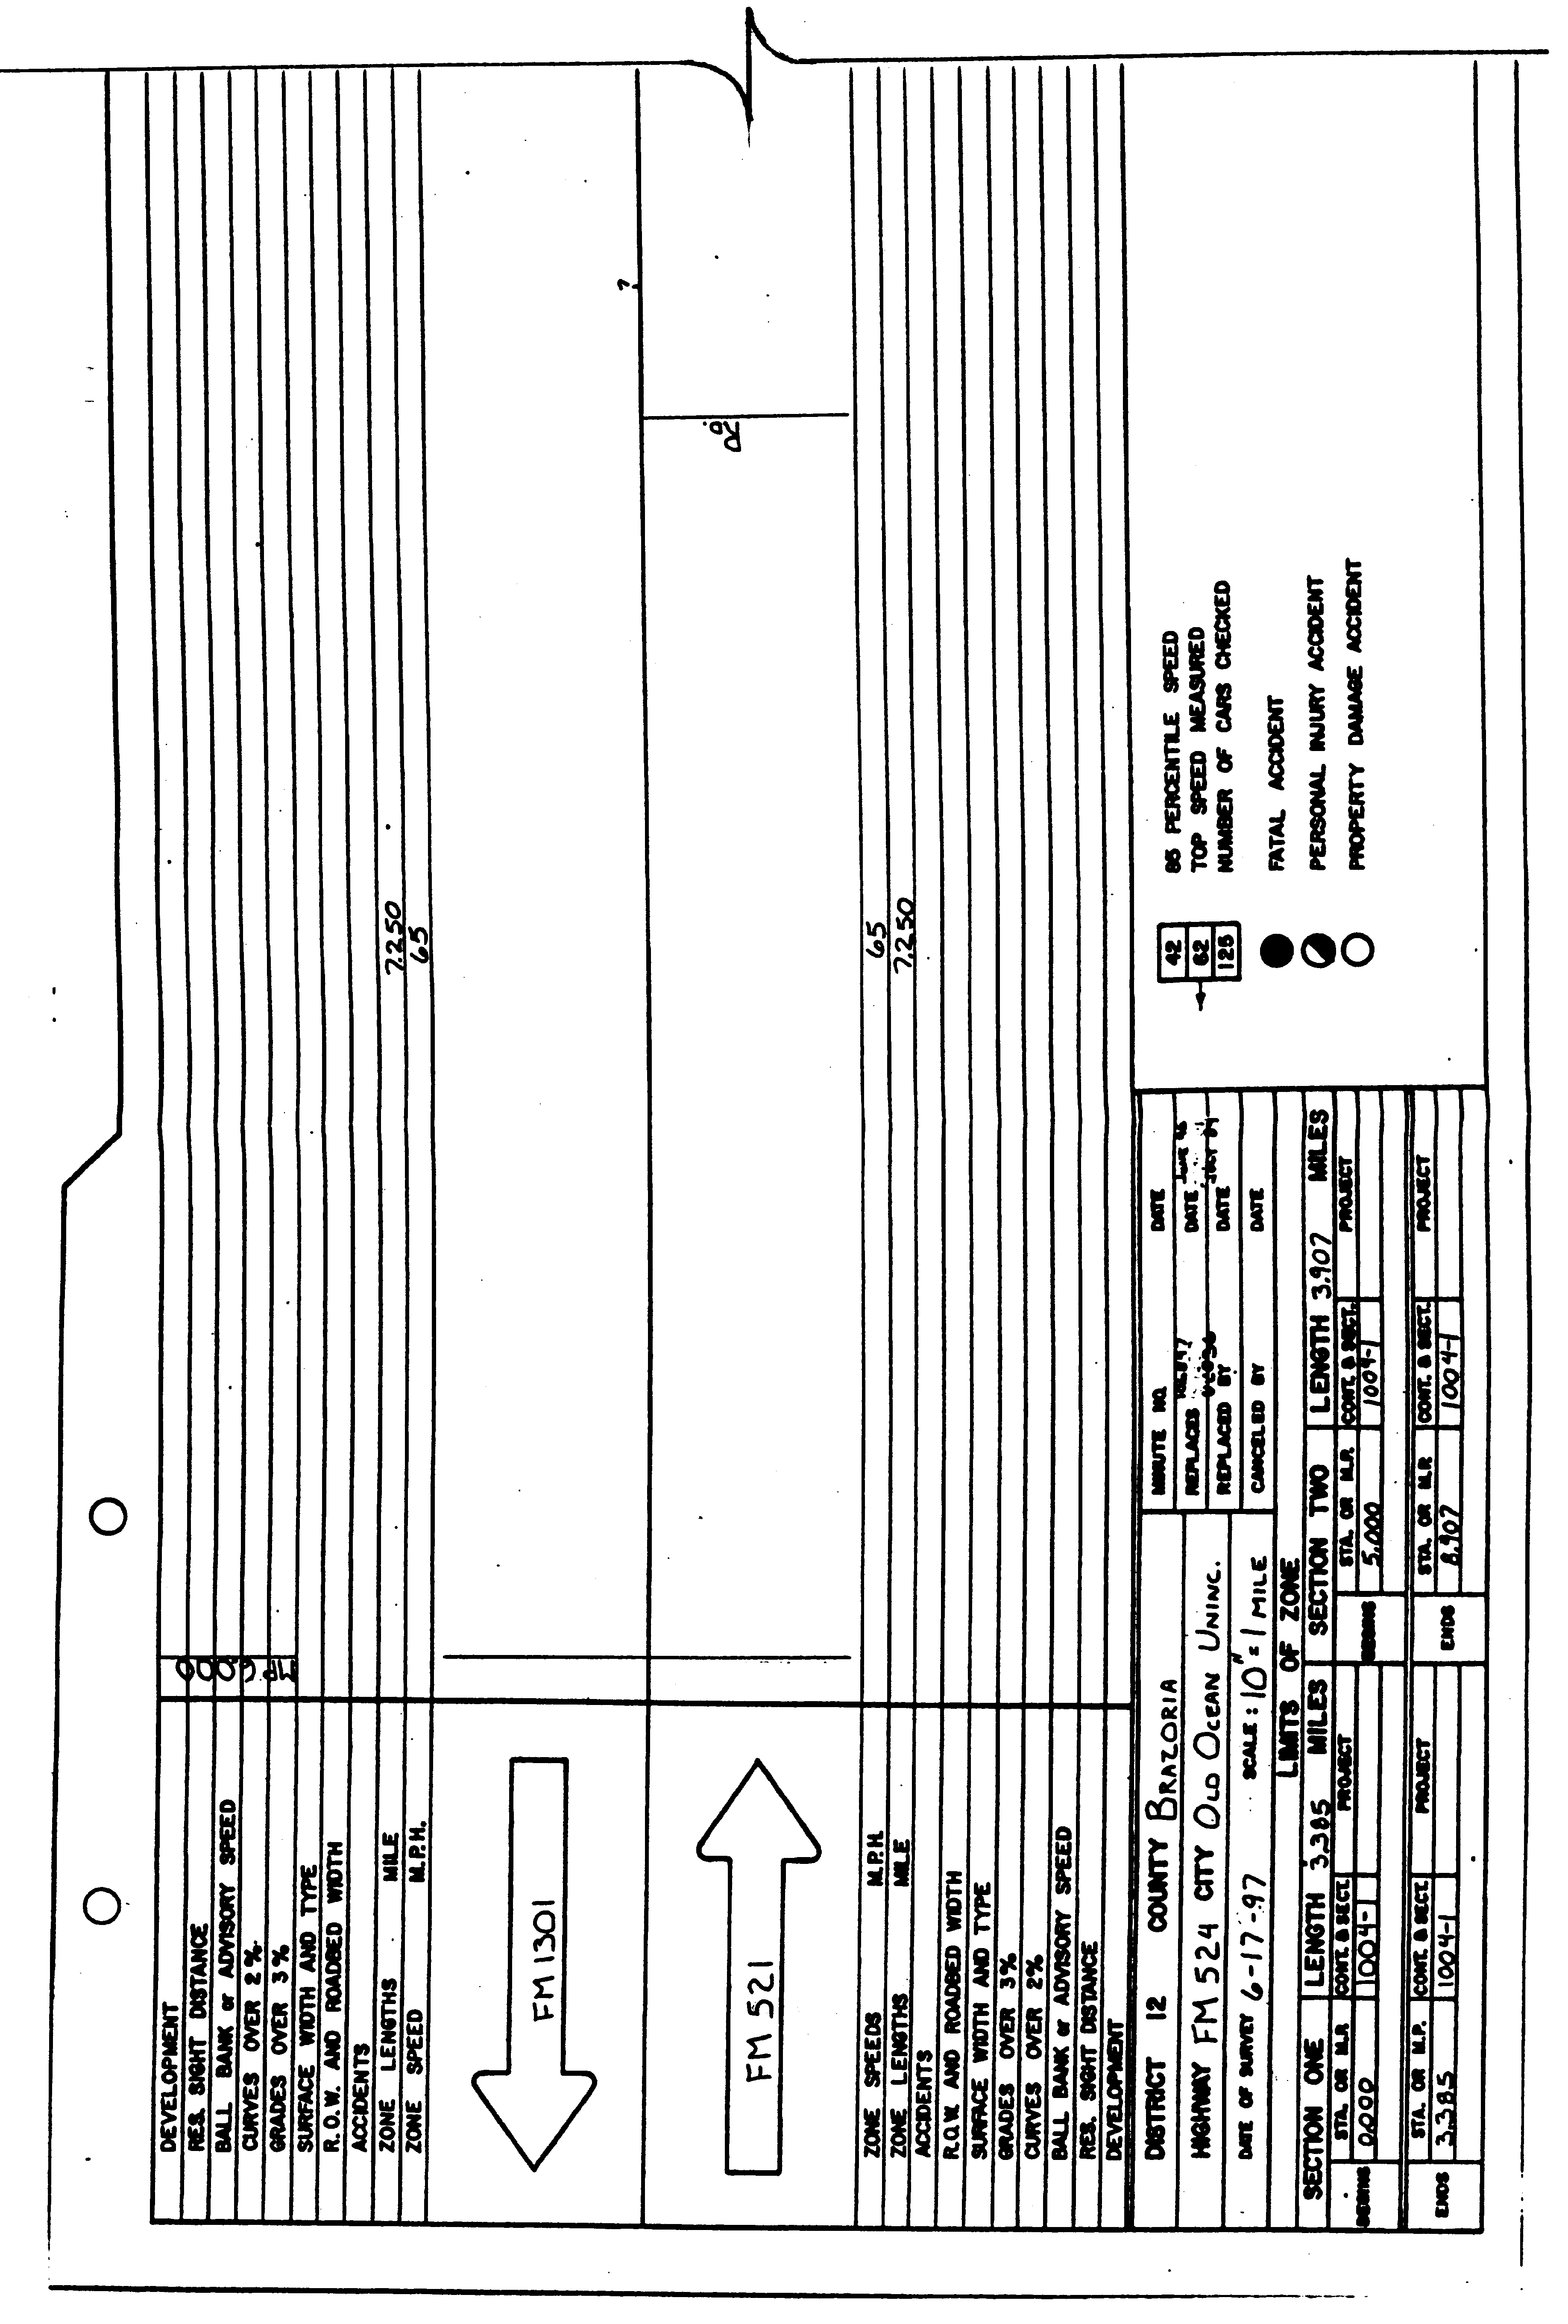 DEVELOPMENT
RES. SIGHT DISTANCE
BALL BANK or ADVISORY SPEED
CURVES OVER 2%
GRADES OVER 3%
SURFACE WIDTH AND TYPE
R.O.W. AND ROADBED WIDTH
ACCIDENTS
ZONE LENGTHS MILE 7.250
ZONE SPEED M.P.H. 65
FM 1301
FM 521
ZONE SPEEDS M.P.H. 65
ZONE LENGTHS MILE 7.250
ACCIDENTS
R.O.W. AND ROADBED WIDTH
SURFACE WIDTH AND TYPE
GRADES OVER 3%
CURVES OVER 2%
BALL BANK or ADVISORY SPEED
RES. SIGHT DISTANCE
DEVELOPMENT
DISTRICT 12 COUNTY BRAZORIA
HIGHWAY FM 524 CITY OLD OCEAN UNINC.
DATE OF SURVEY 6-17-97 SCALE: 10" = 1 MILE
MINUTE NO. DATE
REPLACES DATE
REPLACED BY DATE
CANCELED BY DATE
LIMITS OF ZONE
SECTION ONE LENGTH 3.385 MILES SECTION TWO LENGTH 3.907 MILES
BEGINS STA. OR M.P. CONT. & SECT. PROJECT BEGINS STA. OR M.P. CONT. & SECT. PROJECT
0.000 1004-1 5.000 1004-1
ENDS STA. OR M.P. CONT. & SECT. PROJECT ENDS STA. OR M.P. CONT. & SECT. PROJECT
3.385 1004-1 8.907 1004-1
42 85 PERCENTILE SPEED
62 TOP SPEED MEASURED
125 NUMBER OF CARS CHECKED
FATAL ACCIDENT
PERSONAL INJURY ACCIDENT
PROPERTY DAMAGE ACCIDENT